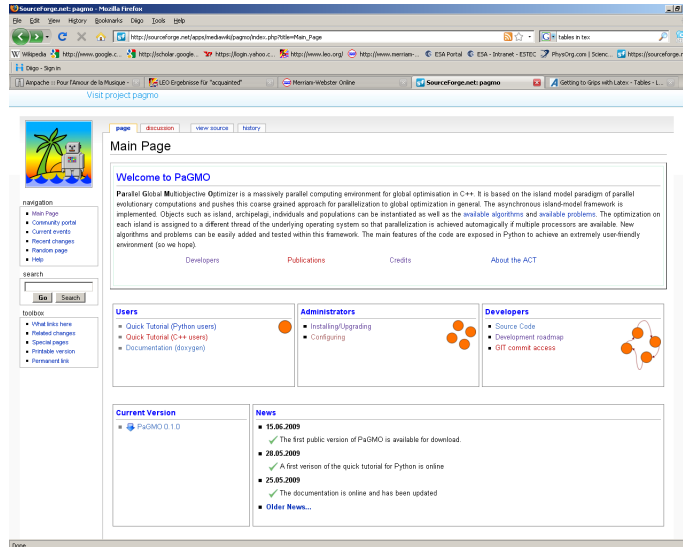 SourceForge.net: pagmo - Mozilla Firefox
File Edit View History Bookmarks Diigo Tools Help
http://sourceforge.net/apps/mediawiki/pagmo/index.php?title=Main_Page
tables in tex
Wikipedia http://www.google.c... http://scholar.google... https://login.yahoo.c... http://www.leo.org/ http://www.merriam-... ESA Portal ESA - Intranet - ESTEC PhysOrg.com | Scienc... https://sourceforge.n
Diigo - Sign in
Ampache :: Pour l'Amour de la Musique - LEO Ergebnisse für "acquainted" Merriam-Webster Online SourceForge.net: pagmo Getting to Grips with Latex - Tables - L...
Visit project pagmo
page discussion view source history
Main Page
Welcome to PaGMO
Parallel Global Multiobjective Optimizer is a massively parallel computing environment for global optimisation in C++. It is based on the island model paradigm of parallel
evolutionary computations and pushes this coarse grained approach for parallelization to global optimization in general. The asynchronous island-model framework is
implemented. Objects such as island, archipelagi, individuals and populations can be instantiated as well as the available algorithms and available problems. The optimization on
each island is assigned to a different thread of the underlying operating system so that parallelization is achieved automatically if multiple processors are available. New
algorithms and problems can be easily added and tested within this framework. The main features of the code are exposed in Python to achieve an extremely user-friendly
environment (so we hope).
Developers Publications Credits About the ACT
navigation
Main Page
Community portal
Current events
Recent changes
Random page
Help
search
Go Search
toolbox
What links here
Related changes
Special pages
Printable version
Permanent link
Users
Quick Tutorial (Python users)
Quick Tutorial (C++ users)
Documentation (doxygen)
Administrators
Installing/Upgrading
Configuring
Developers
Source Code
Development roadmap
GIT commit access
Current Version
PaGMO 0.1.0
News
15.06.2009
The first public version of PaGMO is available for download.
28.05.2009
A first verison of the quick tutorial for Python is online
25.05.2009
The documentation is online and has been updated
Older News...
Done